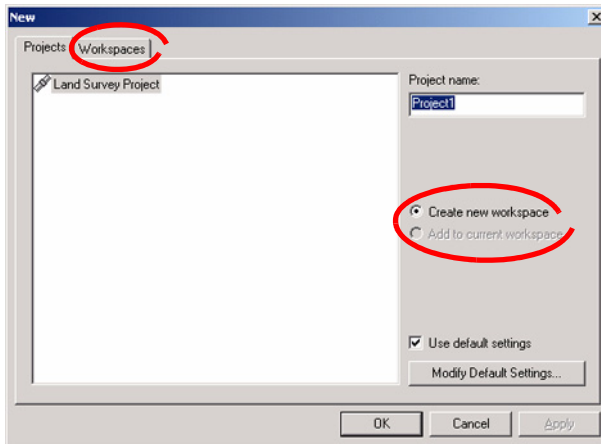 New
Projects Workspaces
Land Survey Project
Project name:
Project1
Create new workspace
Add to current workspace
Use default settings
Modify Default Settings...
OK Cancel Apply